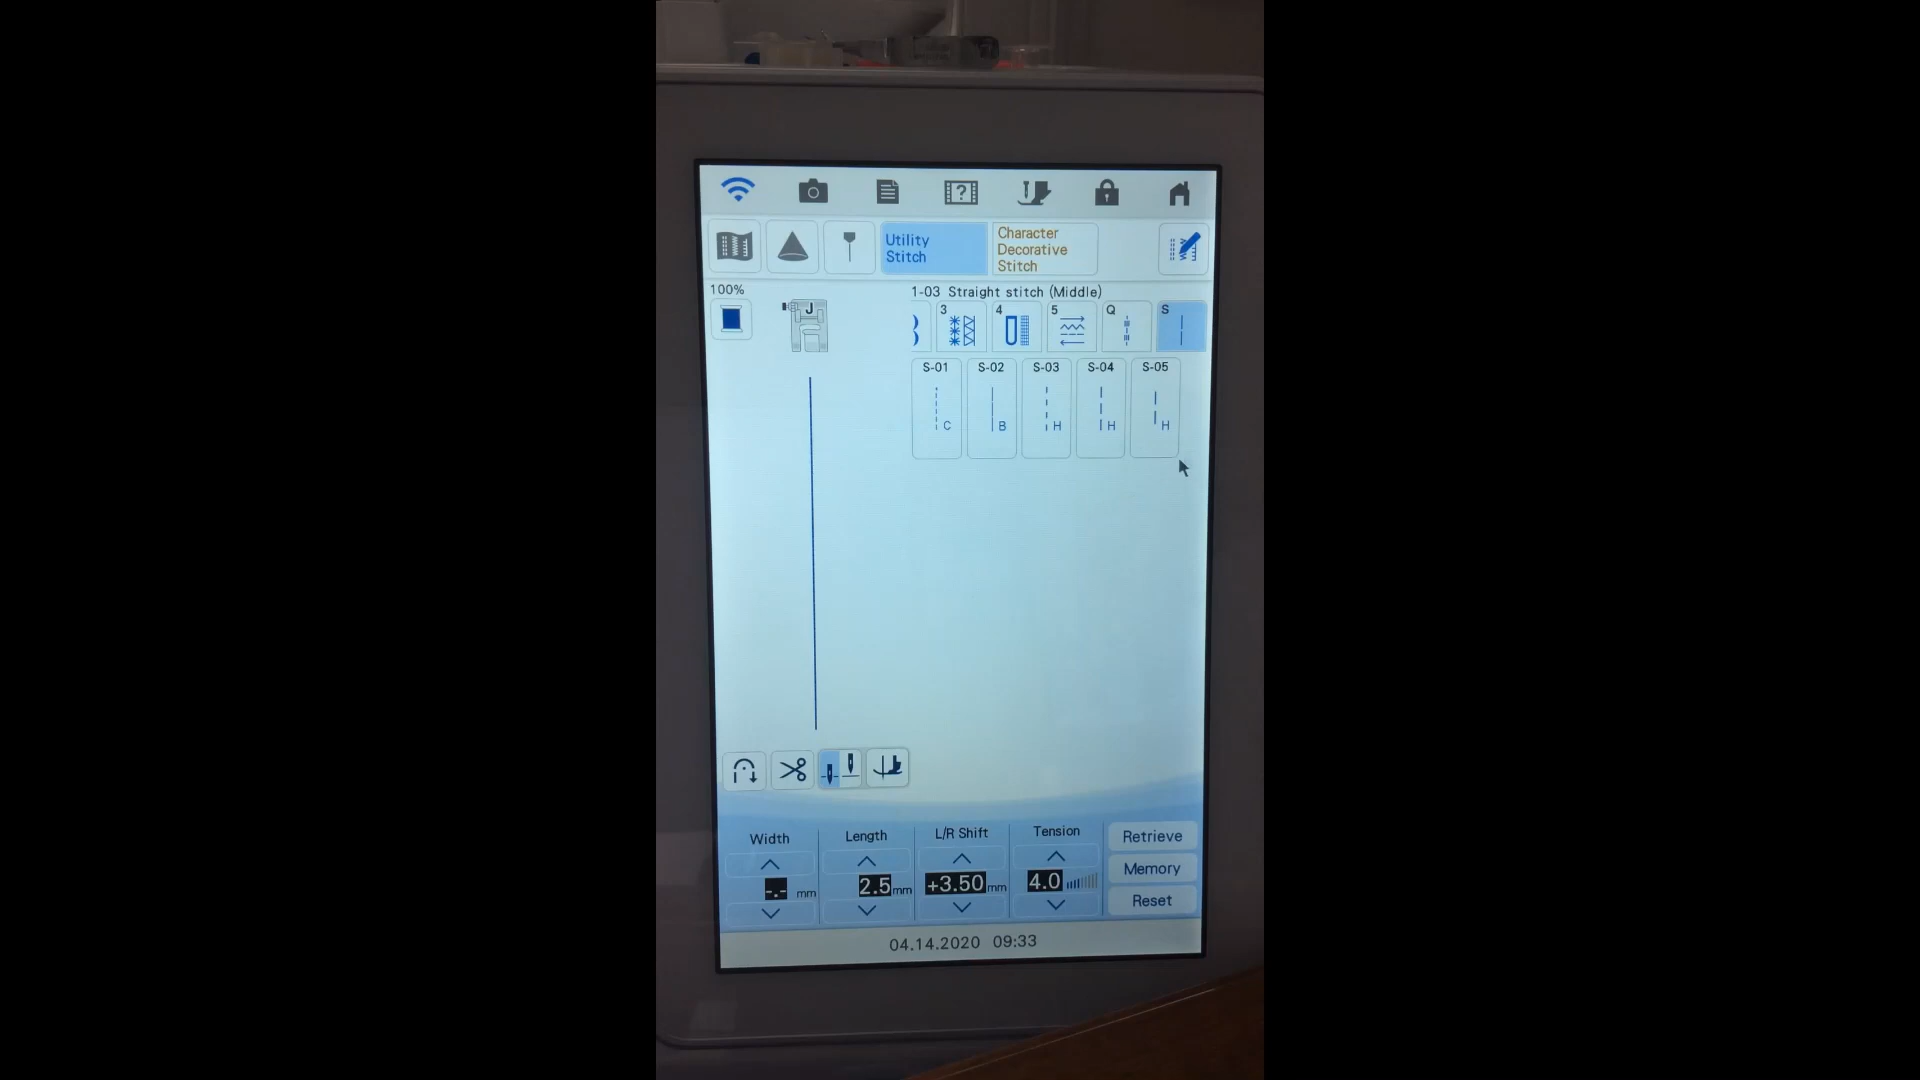 Utility
Stitch
Character
Decorative
Stitch
100%
J
1-03 Straight stitch (Middle)
3
4
5
Q
S
S-01
S-02
S-03
S-04
S-05
C
B
H
H
H
Width
Length
L/R Shift
Tension
-.- mm
2.5 mm
+3.50 mm
4.0
Retrieve
Memory
Reset
04.14.2020 09:33